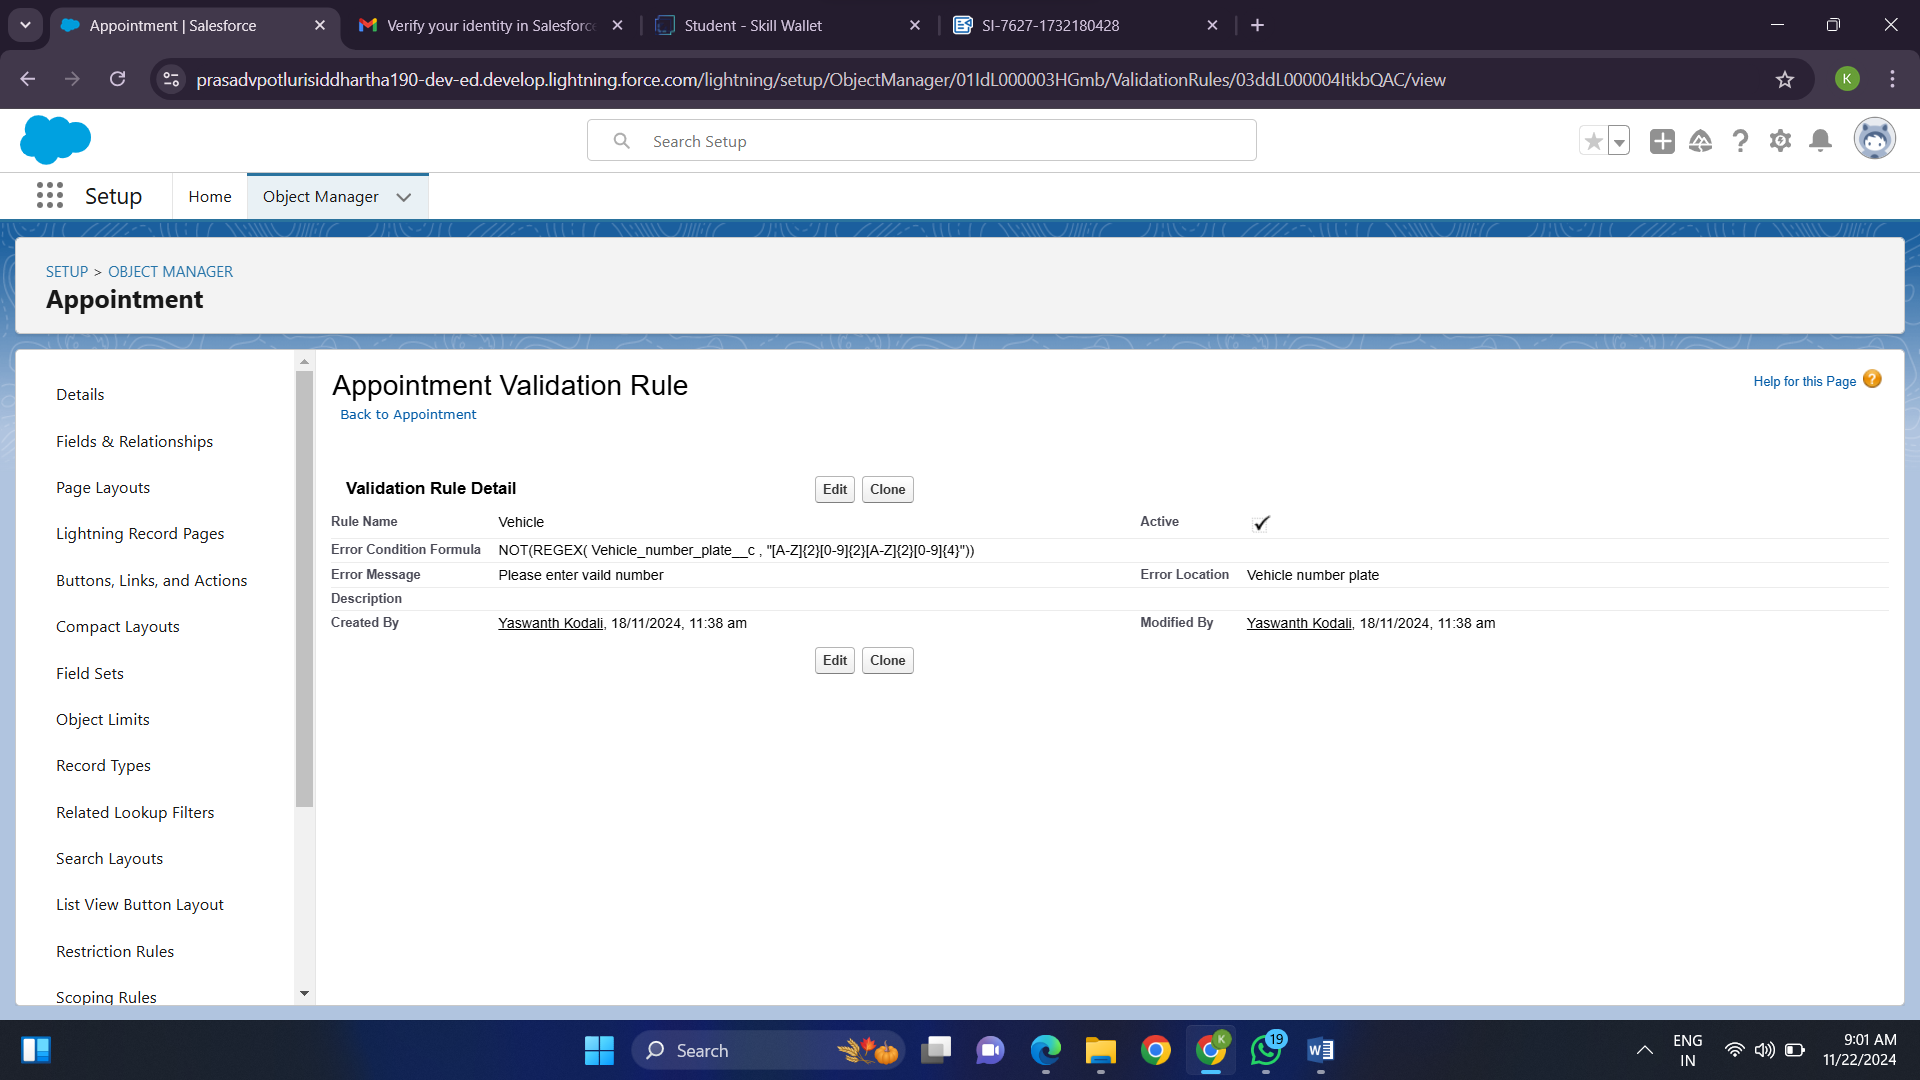 Appointment | Salesforce
Verify your identity in Salesforce
Student - Skill Wallet
SI-7627-1732180428
prasadvpotlurisiddhartha190-dev-ed.develop.lightning.force.com/lightning/setup/ObjectManager/01IdL000003HGmb/ValidationRules/03ddL000004ItkbQAC/view
K
Search Setup
Setup
Home
Object Manager
SETUP > OBJECT MANAGER
Appointment
Details
Fields & Relationships
Page Layouts
Lightning Record Pages
Buttons, Links, and Actions
Compact Layouts
Field Sets
Object Limits
Record Types
Related Lookup Filters
Search Layouts
List View Button Layout
Restriction Rules
Scoping Rules
Appointment Validation Rule
Back to Appointment
Help for this Page
Validation Rule Detail
Edit Clone
Rule Name Vehicle Active
Error Condition Formula NOT(REGEX( Vehicle_number_plate__c , "[A-Z]{2}[0-9]{2}[A-Z]{2}[0-9]{4}"))
Error Message Please enter vaild number Error Location Vehicle number plate
Description
Created By Yaswanth Kodali, 18/11/2024, 11:38 am Modified By Yaswanth Kodali, 18/11/2024, 11:38 am
Edit Clone
Search
K
19
ENG
IN
9:01 AM
11/22/2024